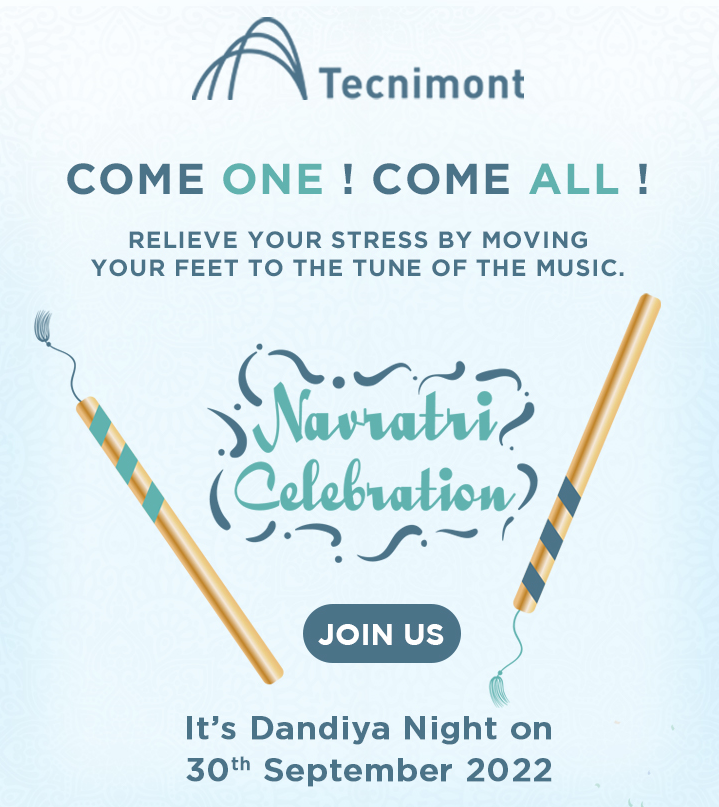 Tecnimont
COME ONE ! COME ALL !
RELIEVE YOUR STRESS BY MOVING
YOUR FEET TO THE TUNE OF THE MUSIC.
Navratri
Celebration
JOIN US
It’s Dandiya Night on
30th September 2022